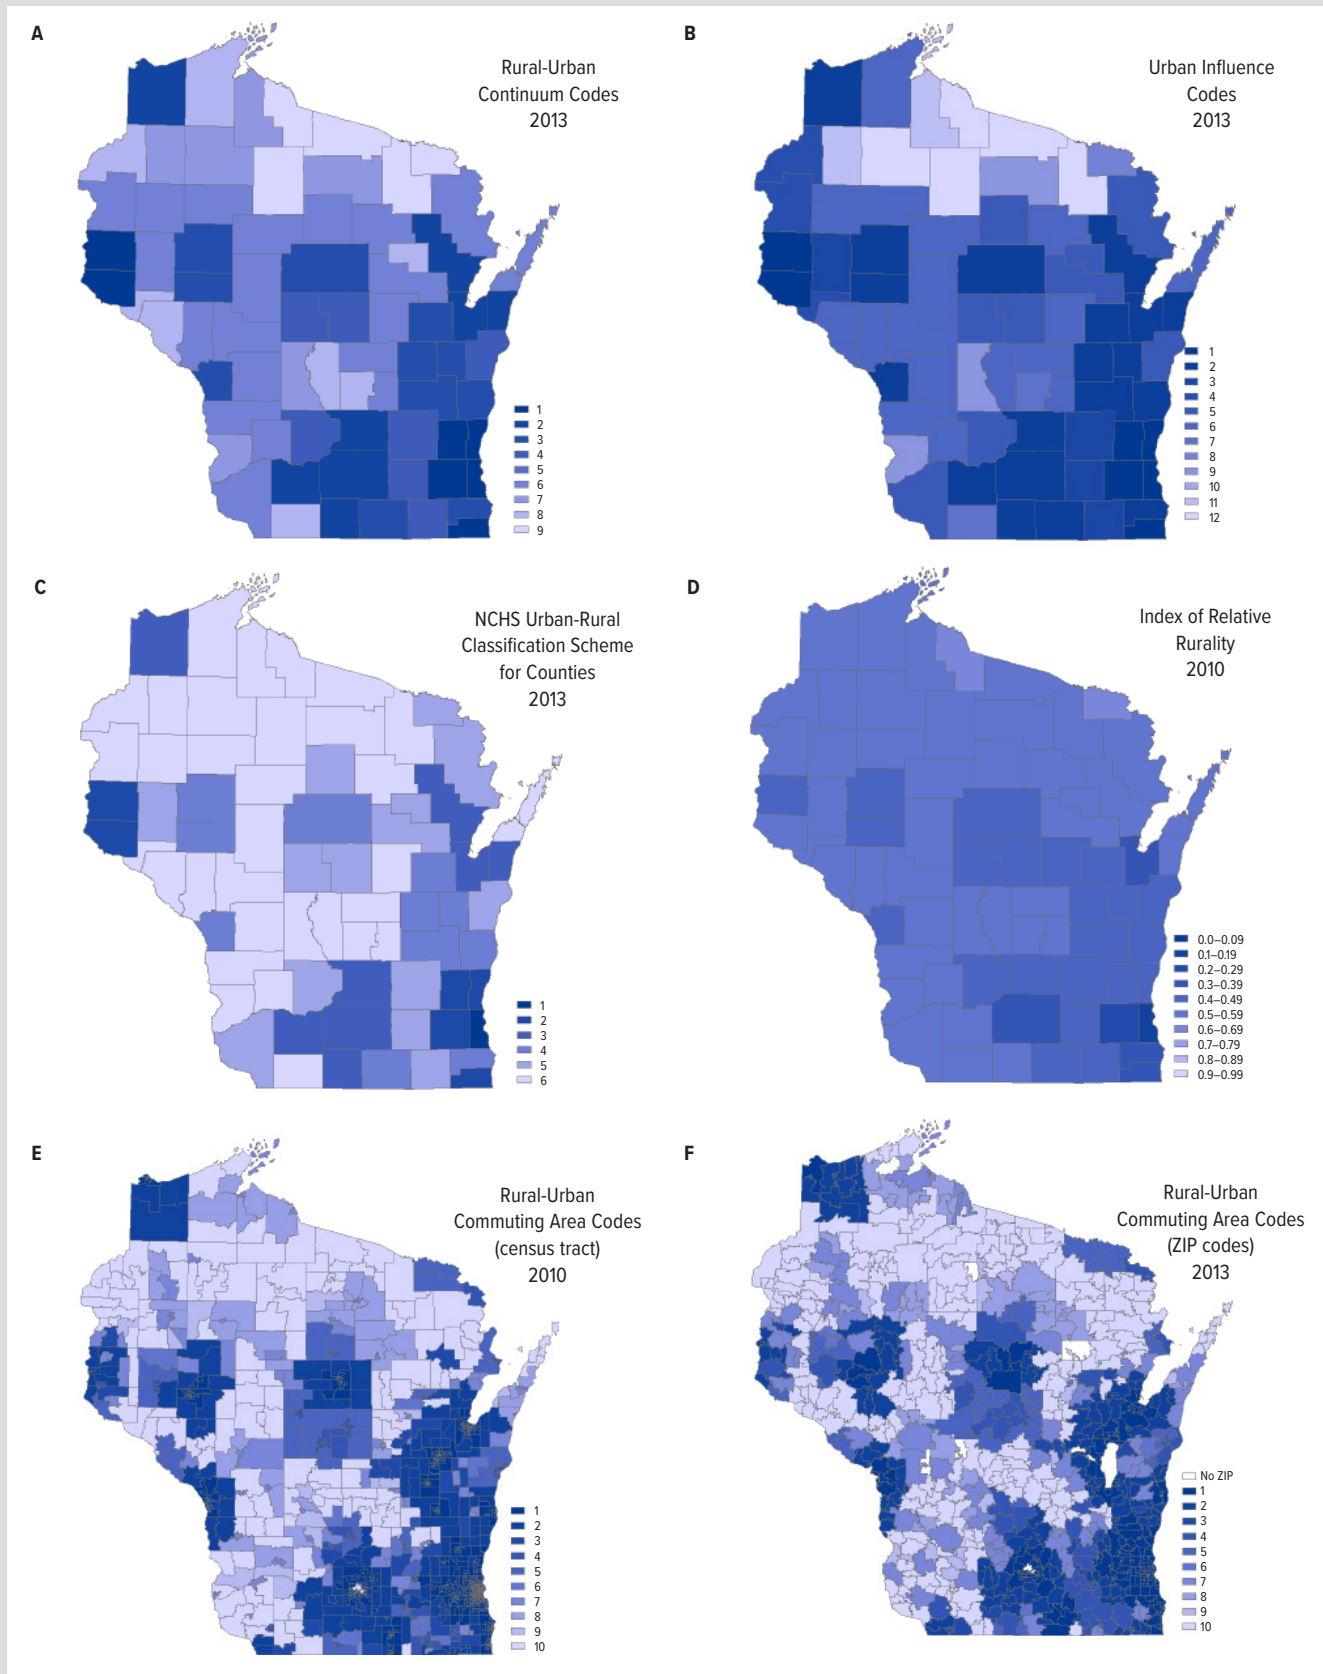 A
Rural-Urban
Continuum Codes
2013
1
2
3
4
5
6
7
8
9
B
Urban Influence
Codes
2013
1
2
3
4
5
6
7
8
9
10
11
12
C
NCHS Urban-Rural
Classification Scheme
for Counties
2013
1
2
3
4
5
6
D
Index of Relative
Rurality
2010
0.0–0.09
0.1–0.19
0.2–0.29
0.3–0.39
0.4–0.49
0.5–0.59
0.6–0.69
0.7–0.79
0.8–0.89
0.9–0.99
E
Rural-Urban
Commuting Area Codes
(census tract)
2010
1
2
3
4
5
6
7
8
9
10
F
Rural-Urban
Commuting Area Codes
(ZIP codes)
2013
No ZIP
1
2
3
4
5
6
7
8
9
10